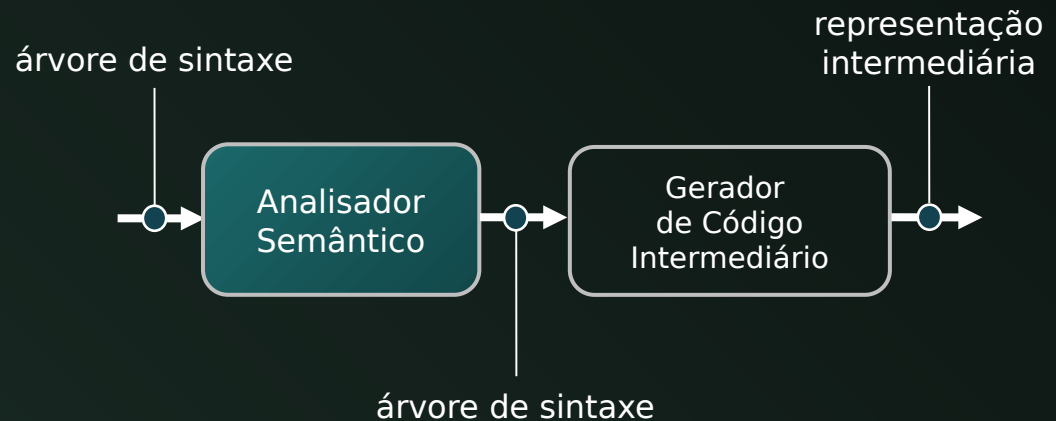 árvore de sintaxe
representação
intermediária
Analisador
Semântico
Gerador
de Código
Intermediário
árvore de sintaxe